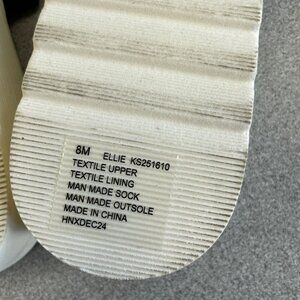 8M ELLIE KS251610
TEXTILE UPPER
TEXTILE LINING
MAN MADE SOCK
MAN MADE OUTSOLE
MADE IN CHINA
HNXDEC24